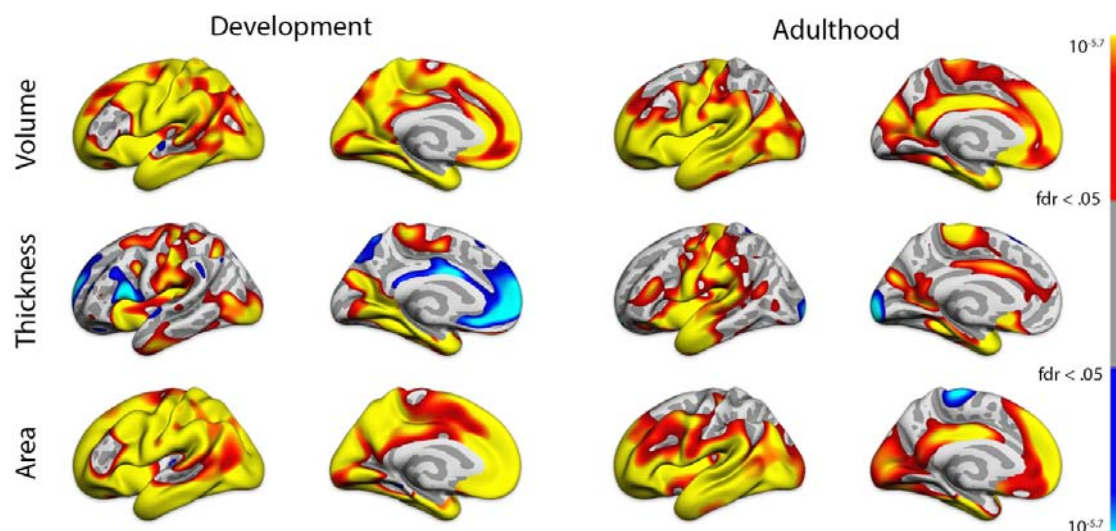 Development
Adulthood
Volume
Thickness
Area
10-5.7
fdr < .05
fdr < .05
10-5.7